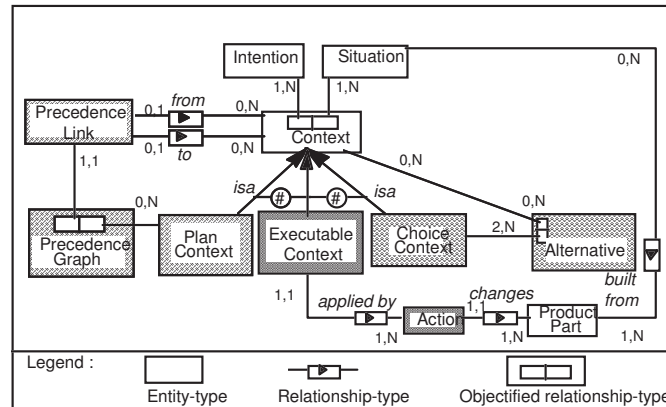 Intention
Situation
0,N
1,N
1,N
Precedence
Link
from
0,1
0,N
0,1
0,N
to
Context
1,1
0,N
isa
#
#
isa
0,N
0,N
Precedence
Graph
Plan
Context
Executable
Context
Choice
Context
2,N
Alternative
1,1
applied by
changes
built
from
1,1
Action
Product
Part
1,N
1,N
1,N
Legend :
Entity-type
Relationship-type
Objectified relationship-type